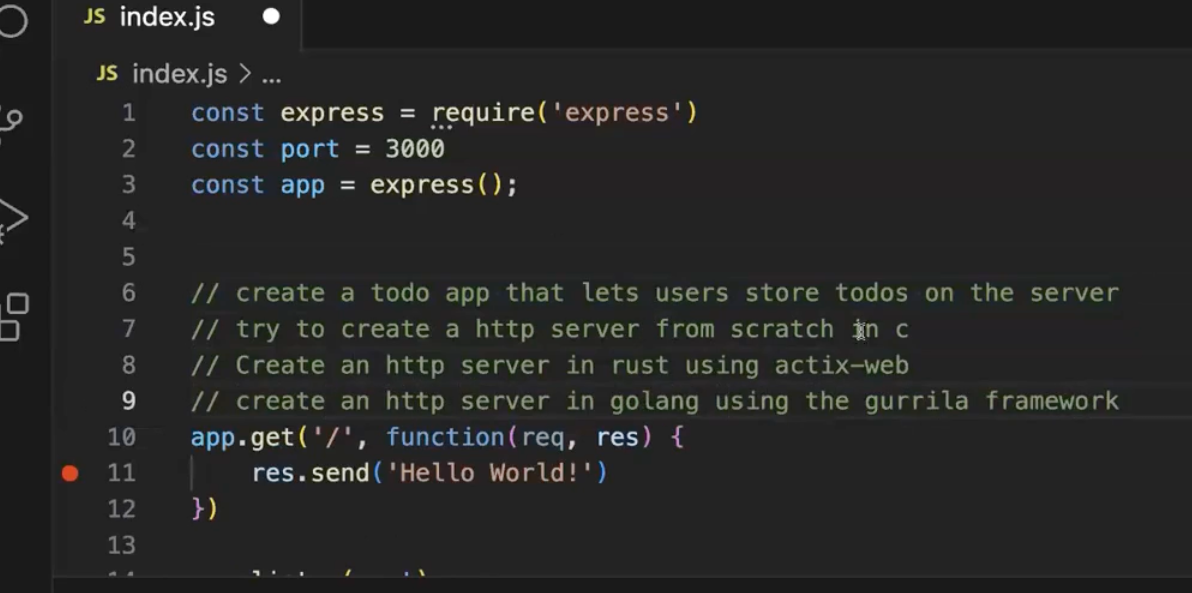 JS index.js
JS index.js > ...
1 const express = require('express')
2 const port = 3000
3 const app = express();
4
5
6 // create a todo app that lets users store todos on the server
7 // try to create a http server from scratch in c
8 // Create an http server in rust using actix-web
9 // create an http server in golang using the gurrila framework
10 app.get('/', function(req, res) {
11 res.send('Hello World!')
12 })
13